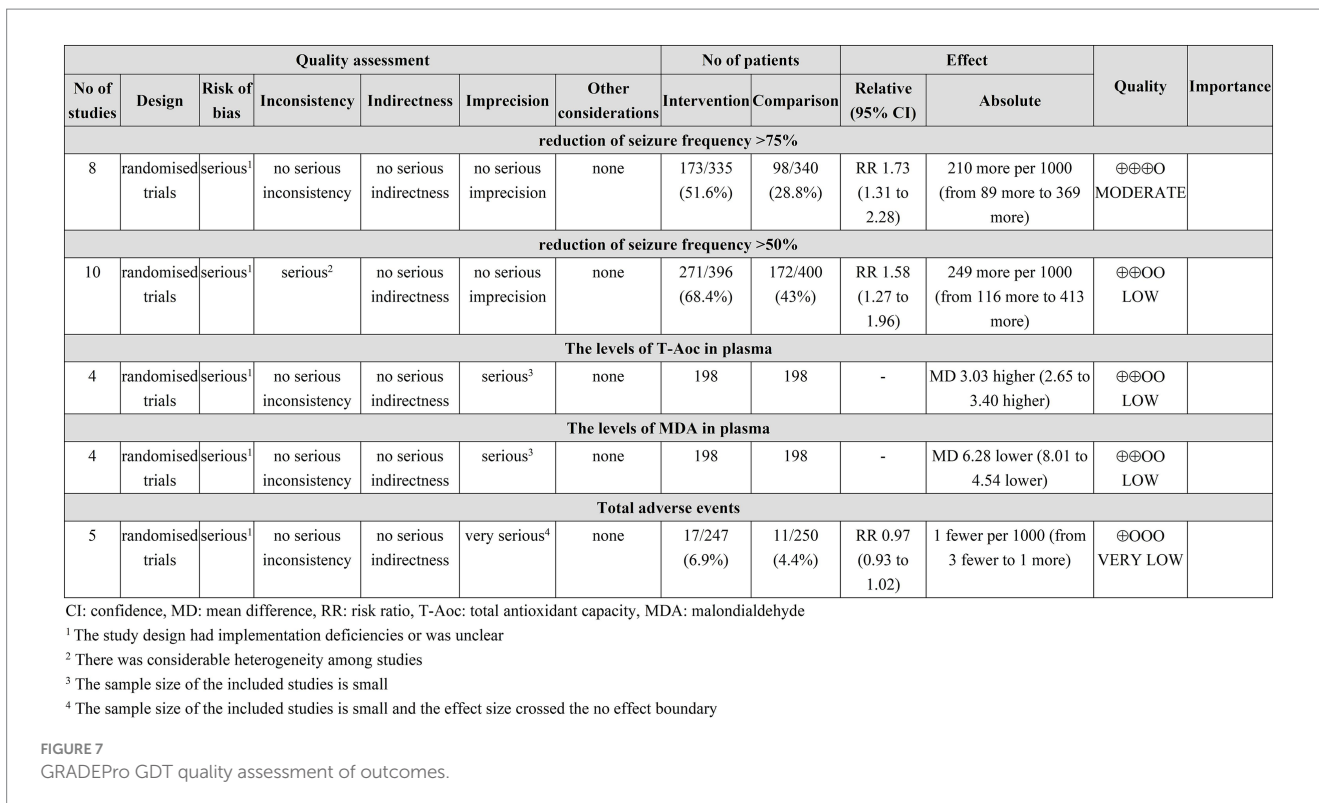 Quality assessment No of patients Effect Quality Importance
No of studies Design Risk of bias Inconsistency Indirectness Imprecision Other considerations Intervention Comparison Relative (95% CI) Absolute
reduction of seizure frequency >75%
8 randomised trials serious¹ no serious inconsistency no serious indirectness no serious imprecision none 173/335 (51.6%) 98/340 (28.8%) RR 1.73 (1.31 to 2.28) 210 more per 1000 (from 89 more to 369 more) ⊕⊕⊕O MODERATE
reduction of seizure frequency >50%
10 randomised trials serious¹ serious² no serious indirectness no serious imprecision none 271/396 (68.4%) 172/400 (43%) RR 1.58 (1.27 to 1.96) 249 more per 1000 (from 116 more to 413 more) ⊕⊕OO LOW
The levels of T-Aoc in plasma
4 randomised trials serious¹ no serious inconsistency no serious indirectness serious³ none 198 198 - MD 3.03 higher (2.65 to 3.40 higher) ⊕⊕OO LOW
The levels of MDA in plasma
4 randomised trials serious¹ no serious inconsistency no serious indirectness serious³ none 198 198 - MD 6.28 lower (8.01 to 4.54 lower) ⊕⊕OO LOW
Total adverse events
5 randomised trials serious¹ no serious inconsistency no serious indirectness very serious⁴ none 17/247 (6.9%) 11/250 (4.4%) RR 0.97 (0.93 to 1.02) 1 fewer per 1000 (from 3 fewer to 1 more) ⊕OOO VERY LOW
CI: confidence, MD: mean difference, RR: risk ratio, T-Aoc: total antioxidant capacity, MDA: malondialdehyde
¹ The study design had implementation deficiencies or was unclear
² There was considerable heterogeneity among studies
³ The sample size of the included studies is small
⁴ The sample size of the included studies is small and the effect size crossed the no effect boundary
FIGURE 7
GRADEPro GDT quality assessment of outcomes.